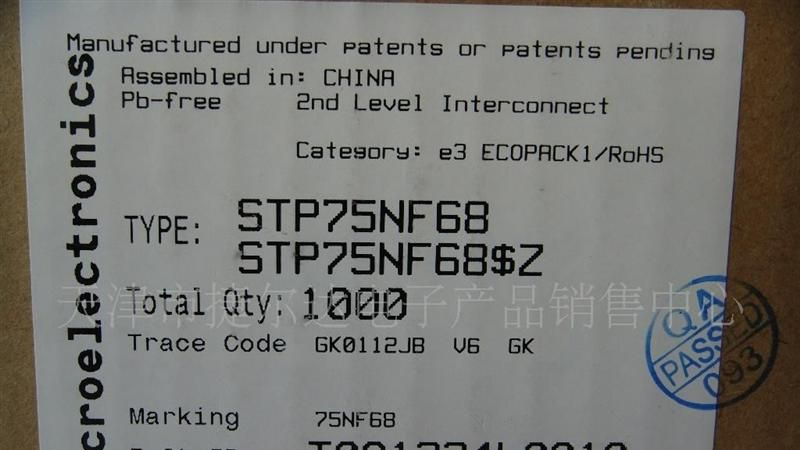 Manufactured under patents or patents pending
Assembled in: CHINA
Pb-free 2nd Level Interconnect
Category: e3 ECOPACK1/RoHS
TYPE: STP75NF68
STP75NF68$Z
Total Qty: 1000
Trace Code GK0112JB V6 GK
Marking 75NF68
croelectronics
天津市捷尔达电子产品销售中心
QA
PASSED
093